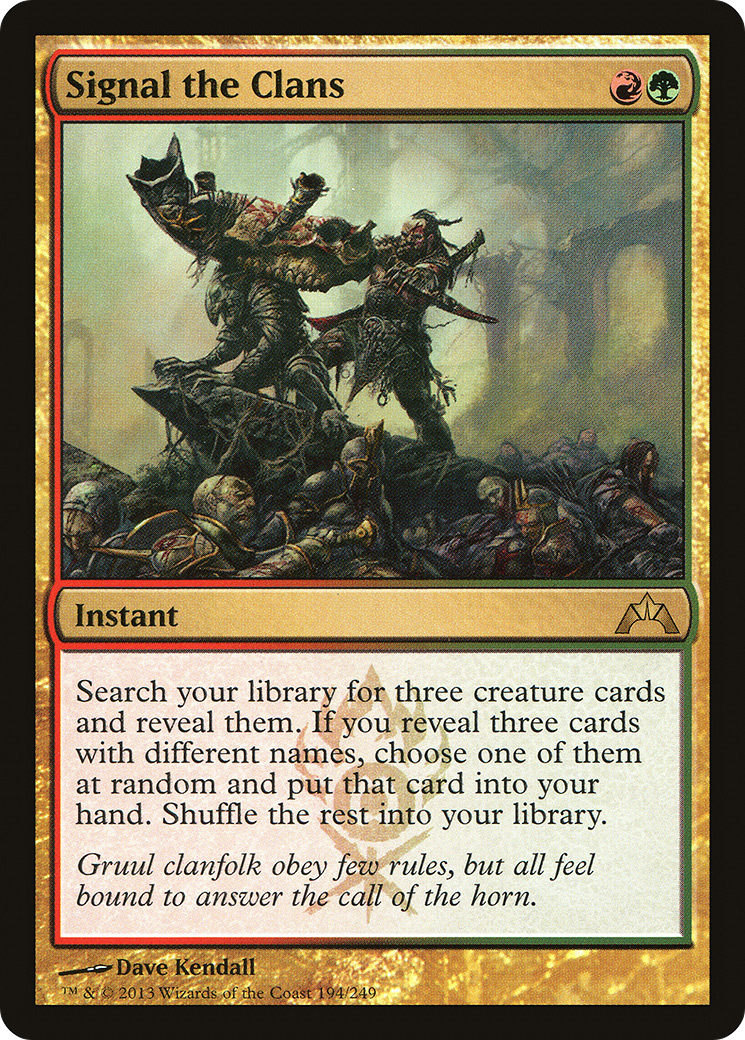 Signal the Clans
Instant
Search your library for three creature cards
and reveal them. If you reveal three cards
with different names, choose one of them
at random and put that card into your
hand. Shuffle the rest into your library.
Gruul clanfolk obey few rules, but all feel
bound to answer the call of the horn.
Dave Kendall
™ & © 2013 Wizards of the Coast 194/249